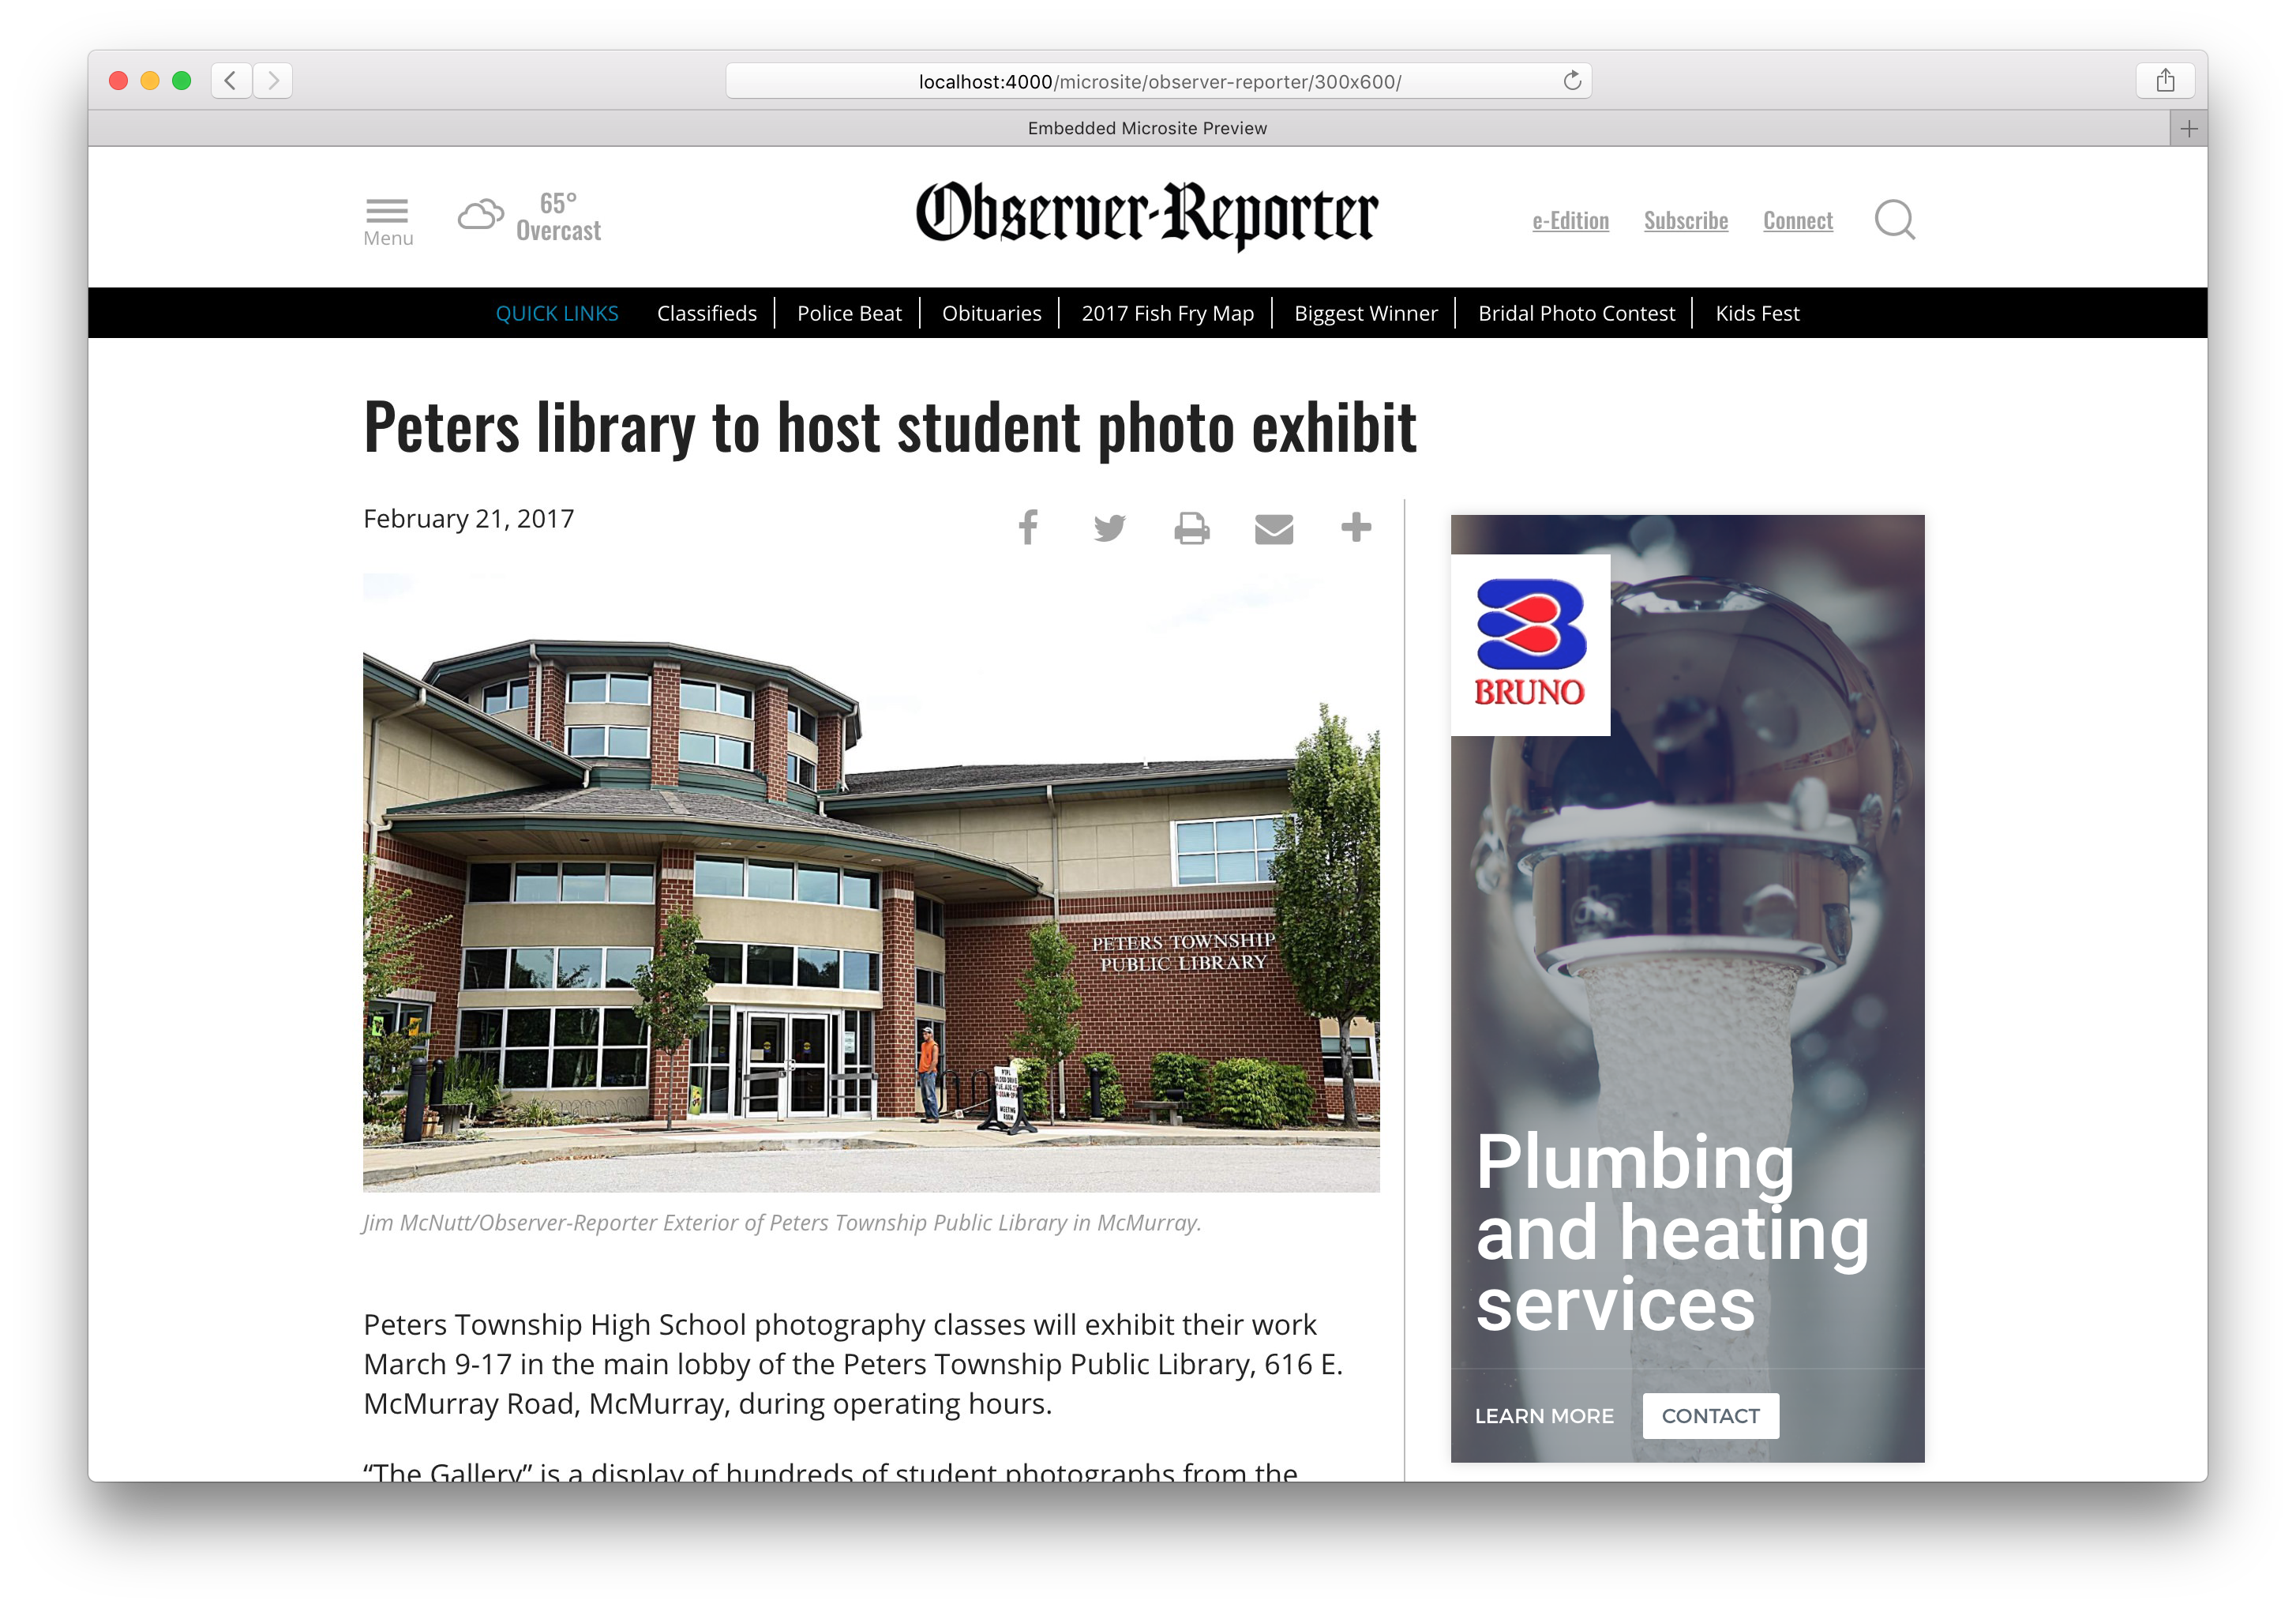 localhost:4000/microsite/observer-reporter/300x600/
Embedded Microsite Preview
Menu
65°
Overcast
Observer-Reporter
e-Edition Subscribe Connect
QUICK LINKS Classifieds Police Beat Obituaries 2017 Fish Fry Map Biggest Winner Bridal Photo Contest Kids Fest
Peters library to host student photo exhibit
February 21, 2017
PETERS TOWNSHIP
PUBLIC LIBRARY
MEETING
ROOM
Jim McNutt/Observer-Reporter Exterior of Peters Township Public Library in McMurray.
Peters Township High School photography classes will exhibit their work
March 9-17 in the main lobby of the Peters Township Public Library, 616 E.
McMurray Road, McMurray, during operating hours.
“The Gallery” is a display of hundreds of student photographs from the
BRUNO
Plumbing
and heating
services
LEARN MORE CONTACT